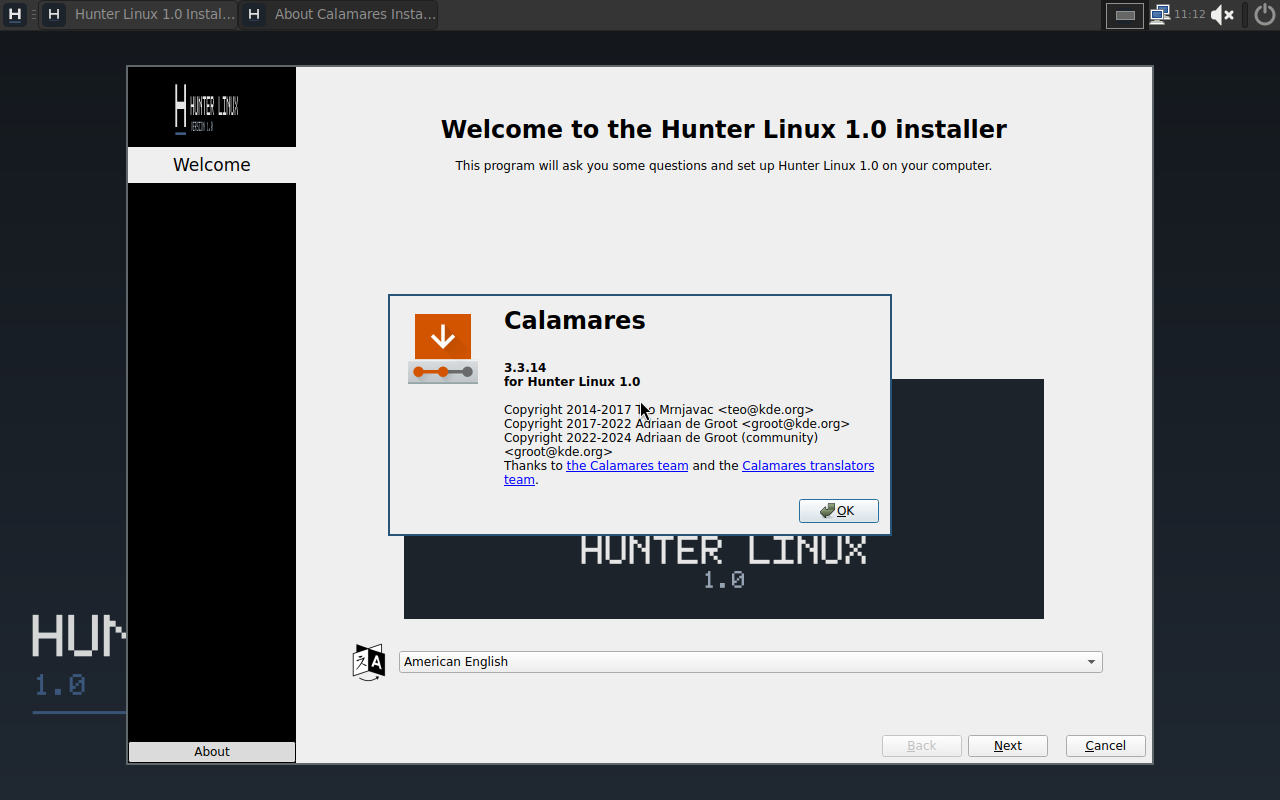 Hunter Linux 1.0 Instal...
About Calamares Insta...
11:12
HUNTER LINUX
VERSION 1.0
Welcome
Welcome to the Hunter Linux 1.0 installer
This program will ask you some questions and set up Hunter Linux 1.0 on your computer.
Calamares
3.3.14
for Hunter Linux 1.0
Copyright 2014-2017 Teo Mrnjavac <teo@kde.org>
Copyright 2017-2022 Adriaan de Groot <groot@kde.org>
Copyright 2022-2024 Adriaan de Groot (community)
<groot@kde.org>
Thanks to the Calamares team and the Calamares translators
team.
OK
HUNTER LINUX
1.0
HUN
1.0
American English
About
Back
Next
Cancel